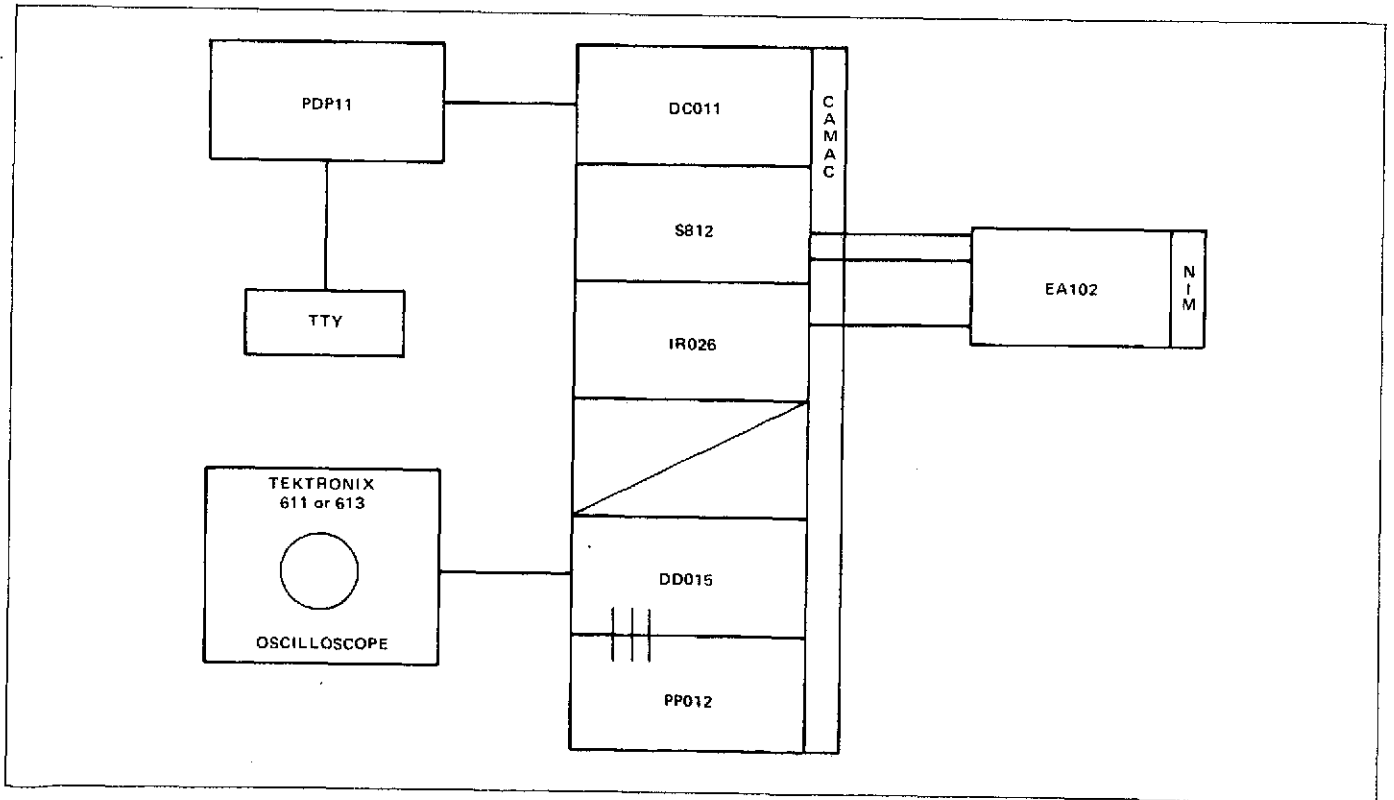 PDP11
DC011
CAMAC
S812
EA102
NIM
TTY
IR026
TEKTRONIX
611 or 613
OSCILLOSCOPE
DD015
PP012